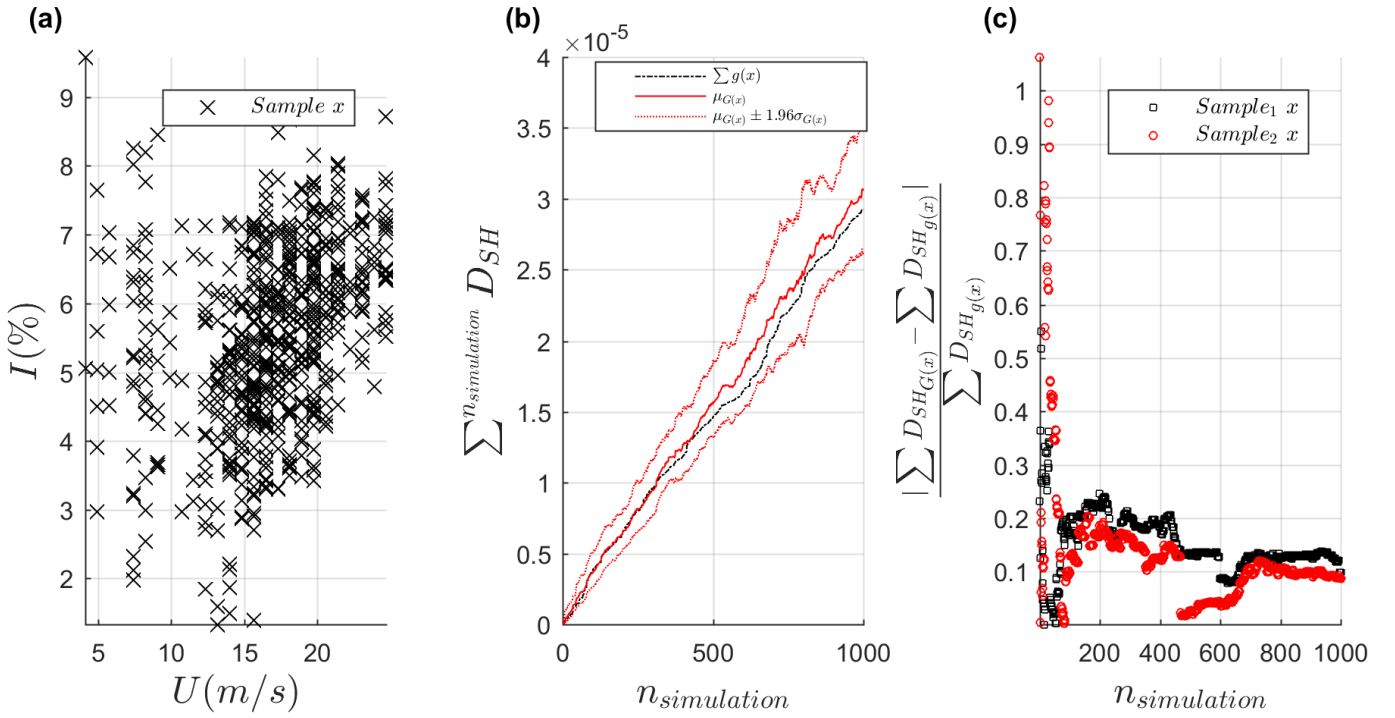 (a)
9
8
7
6
5
4
3
2
5
10
15
20
I(%)
U(m/s)
Sample x
(b)
×10⁻⁵
4
3.5
3
2.5
2
1.5
1
0.5
0
0
500
1000
∑ g(x)
μ_G(x)
μ_G(x) ± 1.96σ_G(x)
∑^n_simulation D_SH
n_simulation
(c)
1
0.9
0.8
0.7
0.6
0.5
0.4
0.3
0.2
0.1
200
400
600
800
1000
Sample₁ x
Sample₂ x
|∑ D_SH_G(x) − ∑ D_SH_g(x)|
∑ D_SH_g(x)
n_simulation